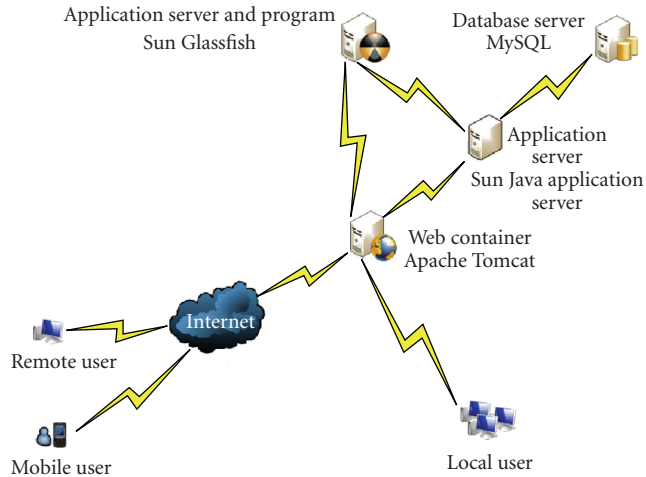 Application server and program
Sun Glassfish
Database server
MySQL
Application
server
Sun Java application
server
Web container
Apache Tomcat
Internet
Remote user
Mobile user
Local user